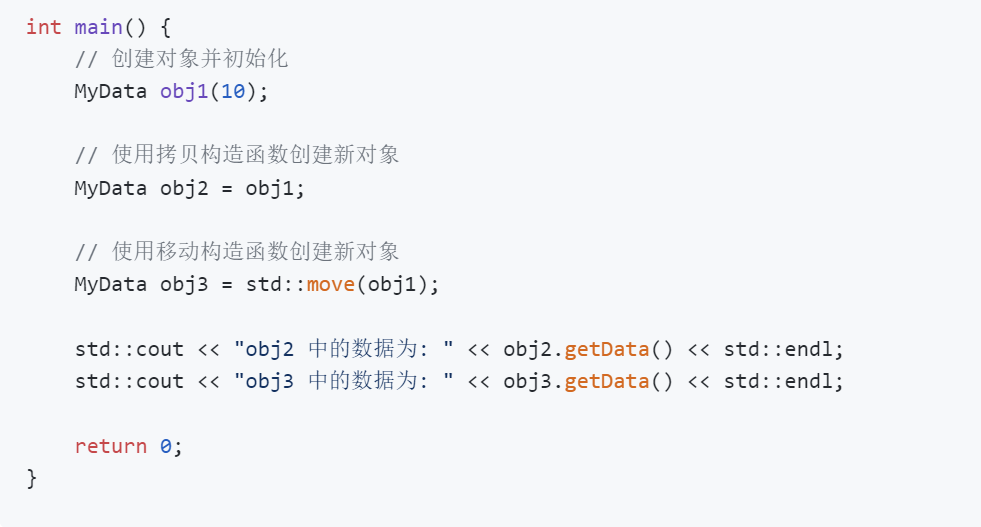 int main() {
    // 创建对象并初始化
    MyData obj1(10);

    // 使用拷贝构造函数创建新对象
    MyData obj2 = obj1;

    // 使用移动构造函数创建新对象
    MyData obj3 = std::move(obj1);

    std::cout << "obj2 中的数据为: " << obj2.getData() << std::endl;
    std::cout << "obj3 中的数据为: " << obj3.getData() << std::endl;

    return 0;
}